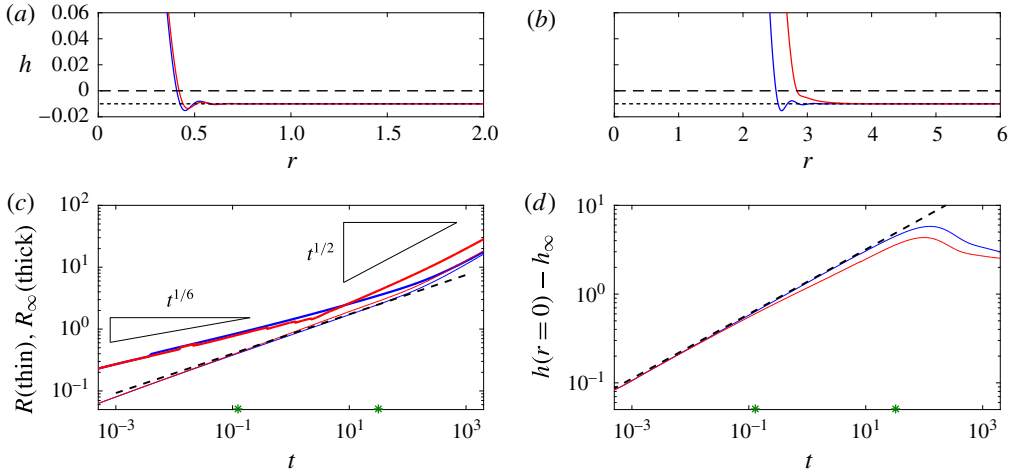 (a)
(b)
0.06
0.04
0.02
0
−0.02
h
0 0.5 1.0 1.5 2.0
r
0 1 2 3 4 5 6
r
(c)
(d)
10² 
10¹
10⁰
10⁻¹
R(thin), R∞(thick)
t^{1/6}
t^{1/2}
10⁻³ 10⁻¹ 10¹ 10³
t
10¹
10⁰
10⁻¹
h(r = 0) − h∞
10⁻³ 10⁻¹ 10¹ 10³
t